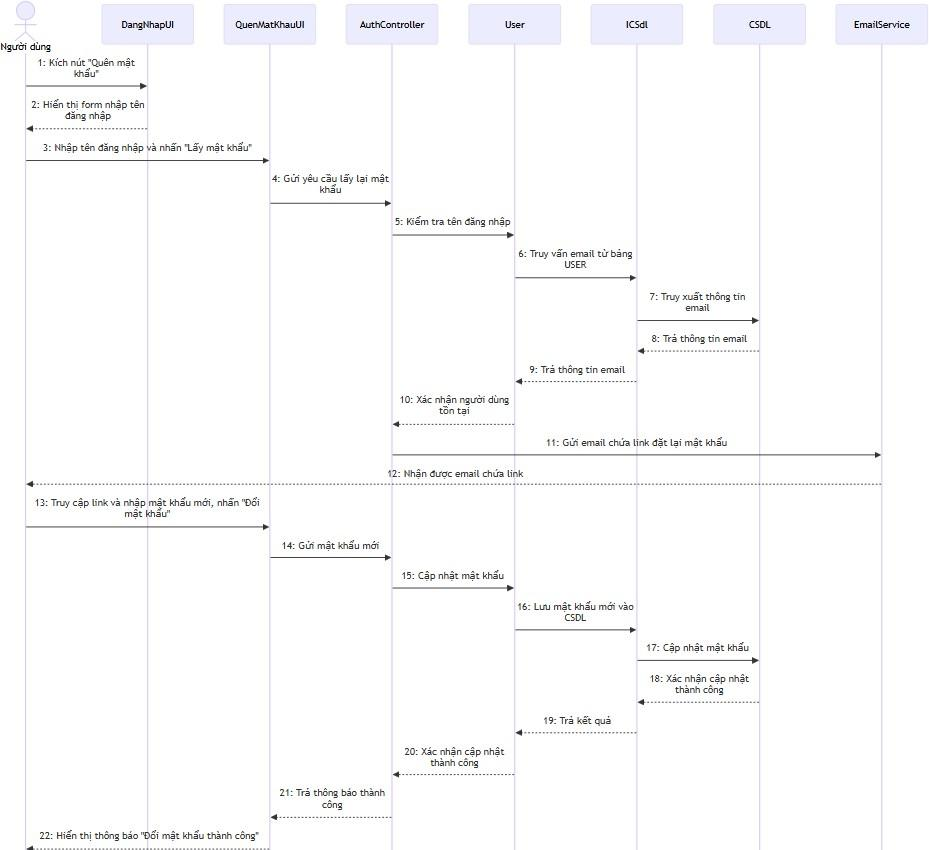 DangNhapUI
QuenMatKhauUI
AuthController
User
ICSdl
CSDL
EmailService
Người dùng
1: Kích nút "Quên mật
khẩu"
2: Hiển thị form nhập tên
đăng nhập
3: Nhập tên đăng nhập và nhấn "Lấy mật khẩu"
4: Gửi yêu cầu lấy lại mật
khẩu
5: Kiểm tra tên đăng nhập
6: Truy vấn email từ bảng
USER
7: Truy xuất thông tin
email
8: Trả thông tin email
9: Trả thông tin email
10: Xác nhận người dùng
tồn tại
11: Gửi email chứa link đặt lại mật khẩu
12: Nhận được email chứa link
13: Truy cập link và nhập mật khẩu mới, nhấn "Đổi
mật khẩu"
14: Gửi mật khẩu mới
15: Cập nhật mật khẩu
16: Lưu mật khẩu mới vào
CSDL
17: Cập nhật mật khẩu
18: Xác nhận cập nhật
thành công
19: Trả kết quả
20: Xác nhận cập nhật
thành công
21: Trả thông báo thành
công
22: Hiển thị thông báo "Đổi mật khẩu thành công"